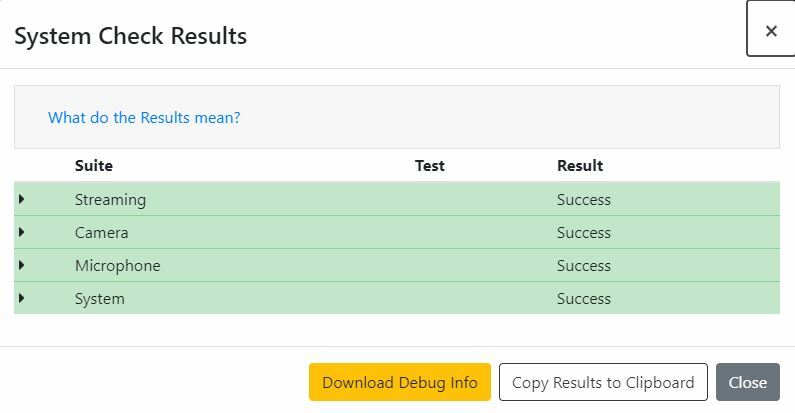 System Check Results
×
What do the Results mean?
Suite Test Result
Streaming Success
Camera Success
Microphone Success
System Success
Download Debug Info Copy Results to Clipboard Close